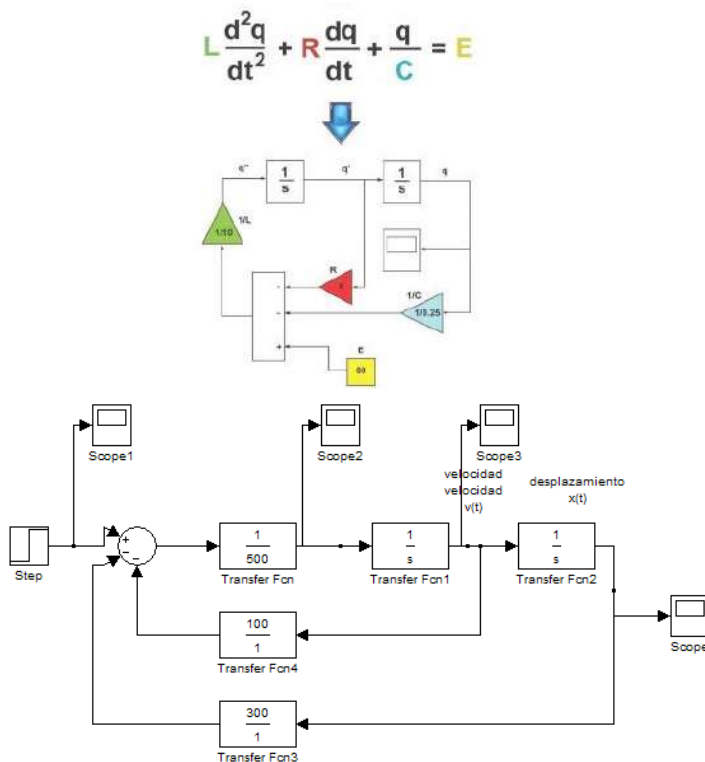 L d²q/dt² + R dq/dt + q/C = E
q''
1/s
q'
1/s
q
1/10
1/L
R
-
1/C
-
1/0.25
+
E
Scope1
Scope2
Scope3
velocidad
velocidad
v(t)
desplazamiento
x(t)
Step
+
−
−
1
500
Transfer Fcn
1
s
Transfer Fcn1
1
s
Transfer Fcn2
Scope
100
1
Transfer Fcn4
300
1
Transfer Fcn3